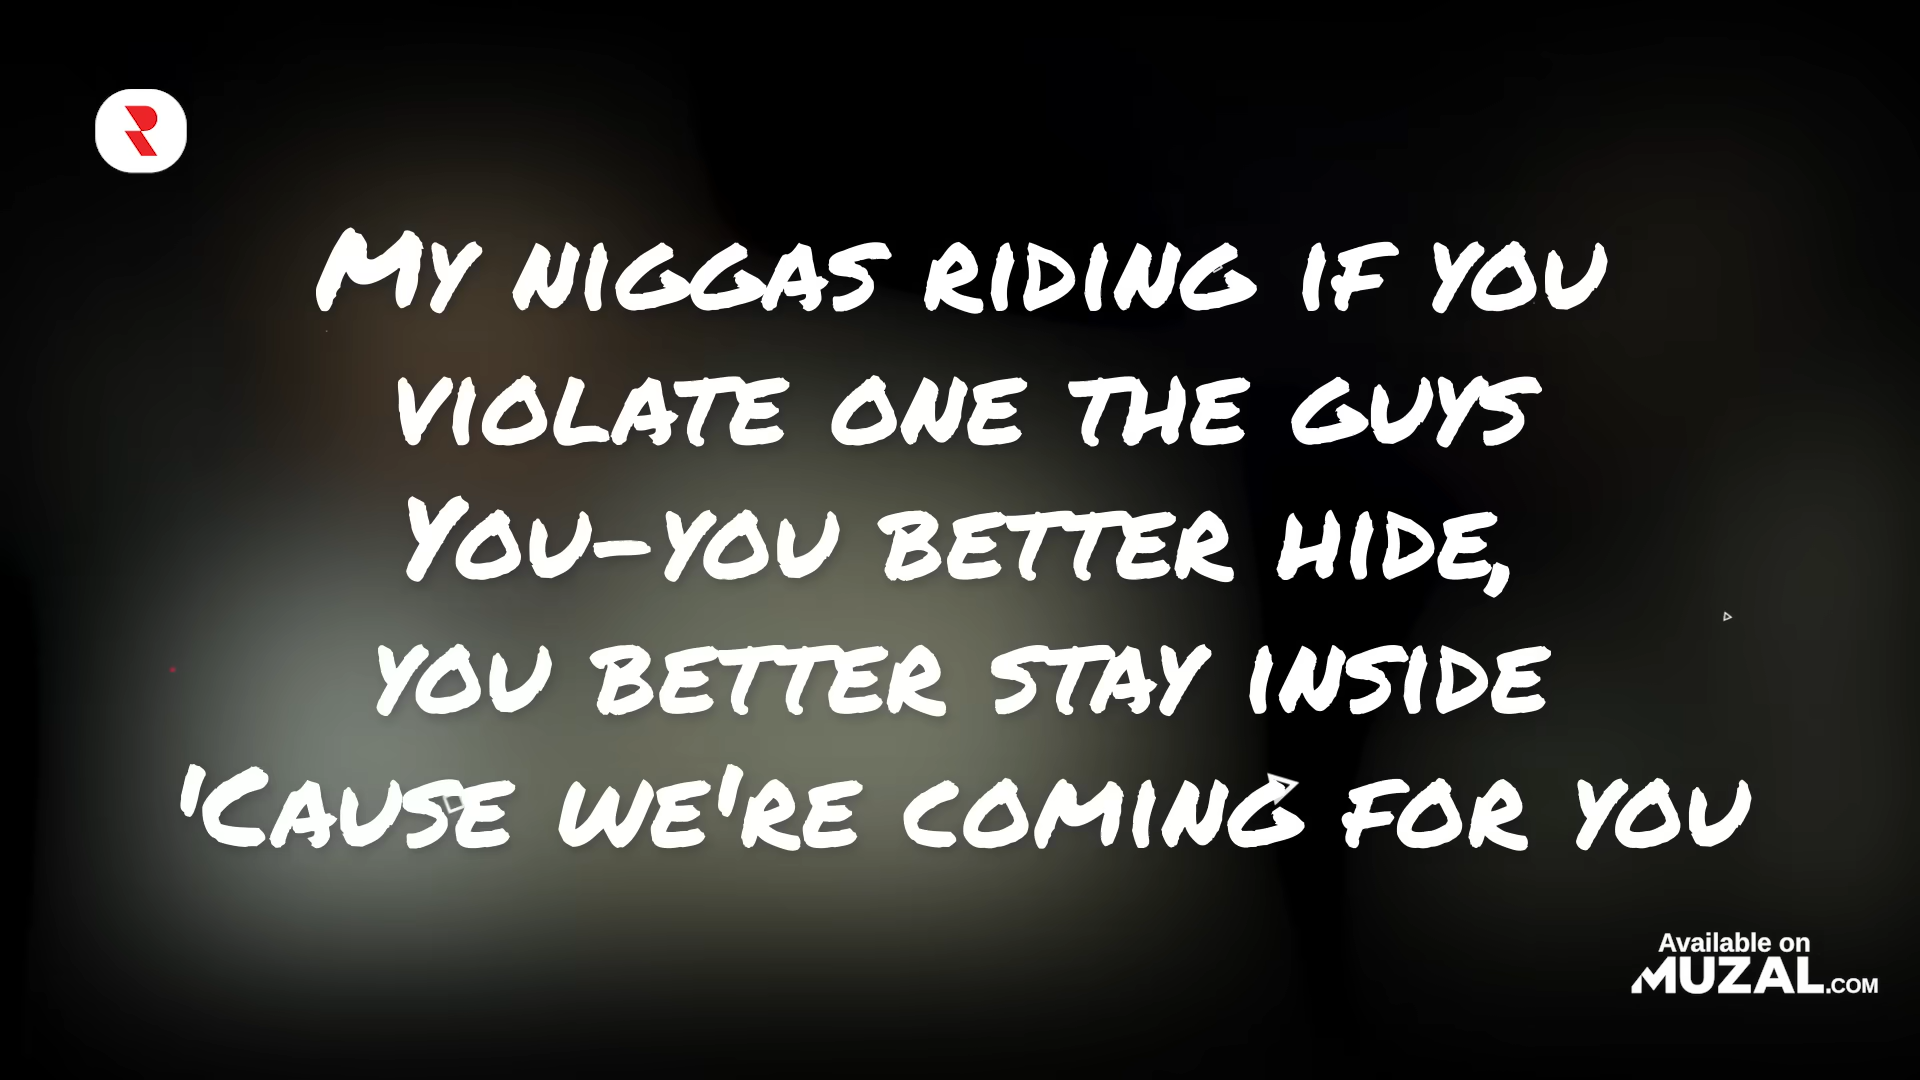 My niggas riding if you
violate one the guys
You-you better hide,
you better stay inside
'Cause we're coming for you
Available on
MUZAL.COM